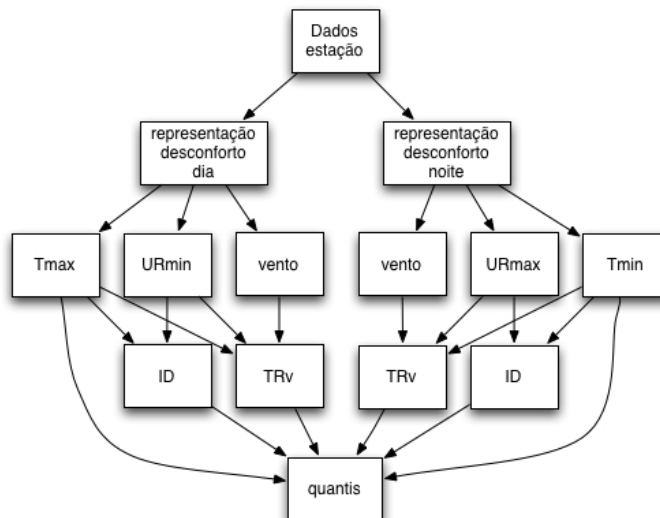 Dados
estação
representação
desconforto
dia
representação
desconforto
noite
Tmax
URmin
vento
vento
URmax
Tmin
ID
TRv
TRv
ID
quantis